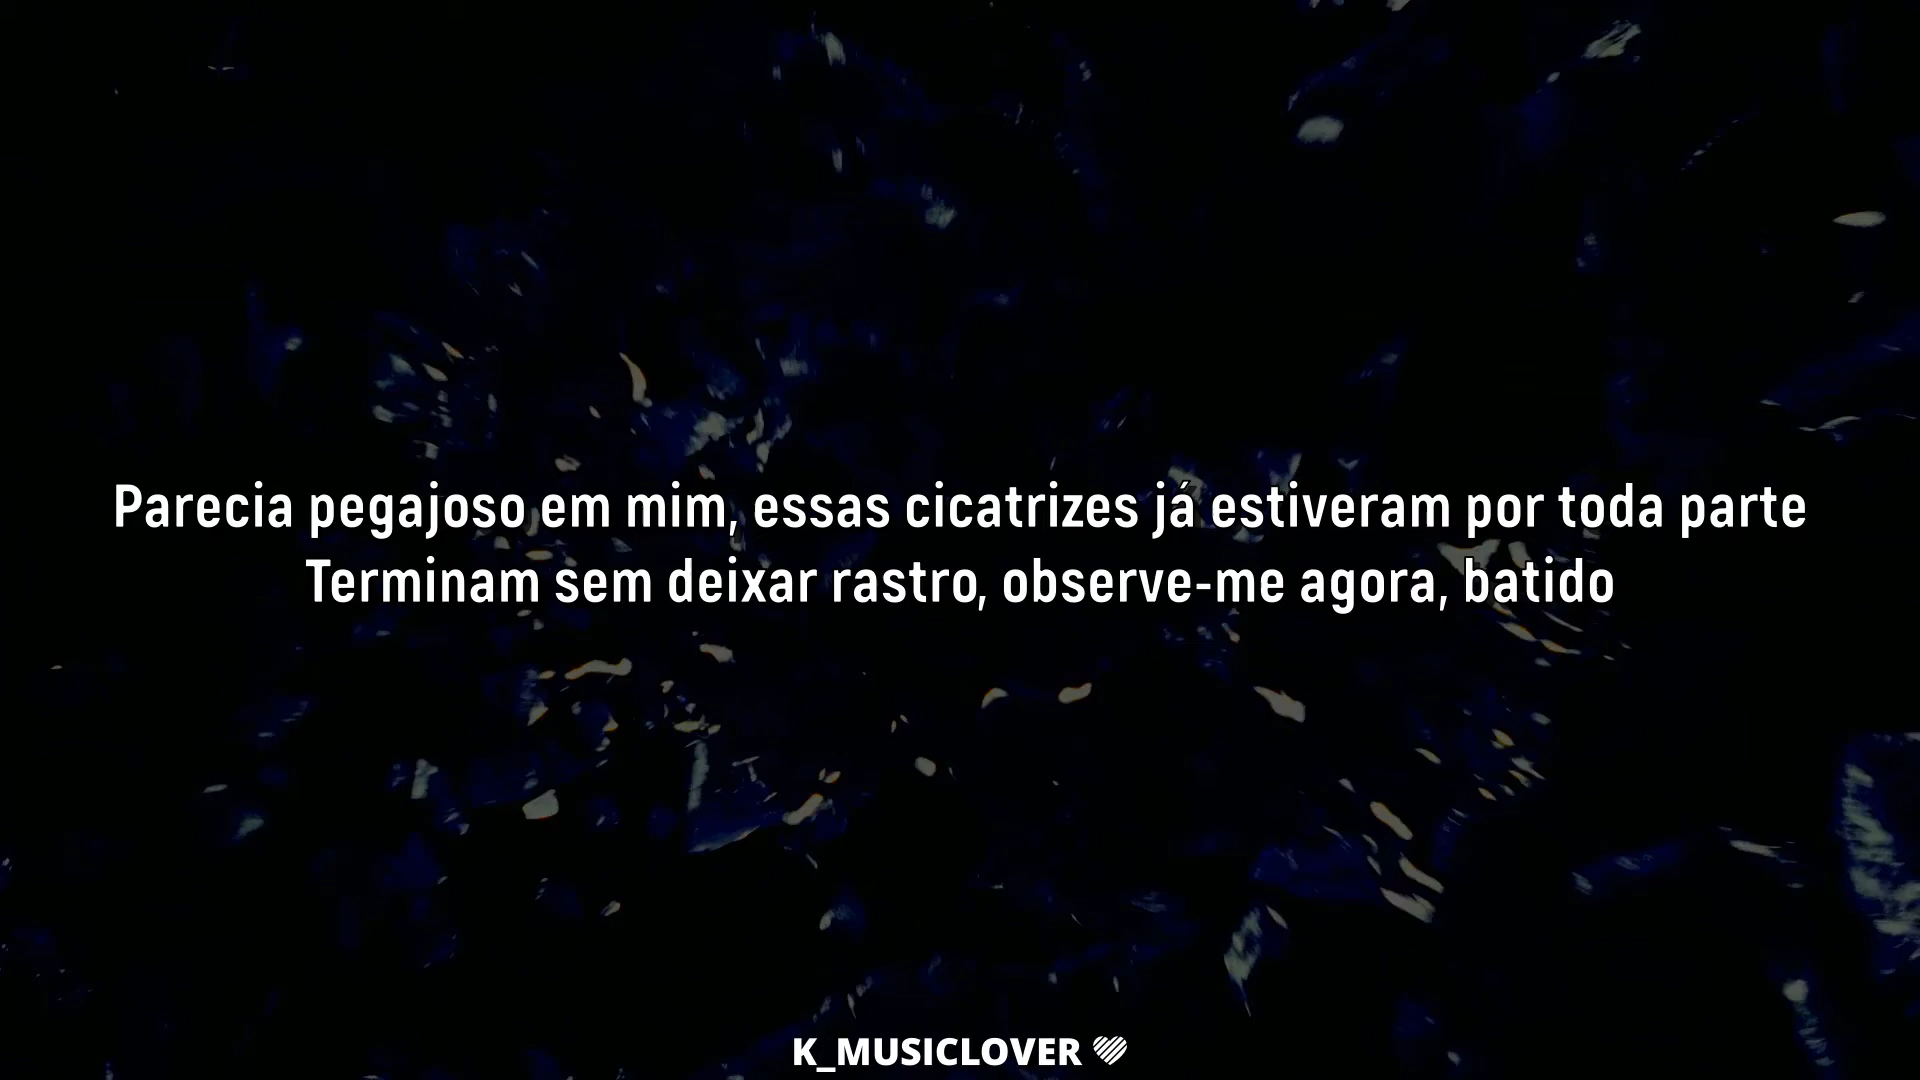 Parecia pegajoso em mim, essas cicatrizes já estiveram por toda parte
Terminam sem deixar rastro, observe-me agora, batido
K_MUSICLOVER